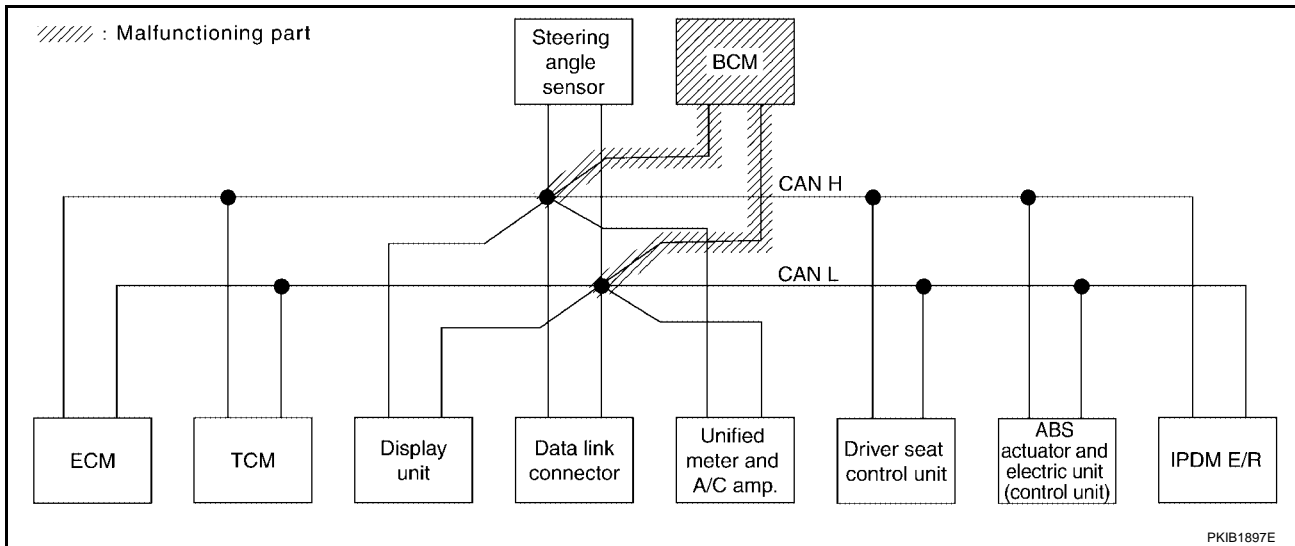 : Malfunctioning part
Steering
angle
sensor
BCM
CAN H
CAN L
ECM
TCM
Display
unit
Data link
connector
Unified
meter and
A/C amp.
Driver seat
control unit
ABS
actuator and
electric unit
(control unit)
IPDM E/R
PKIB1897E